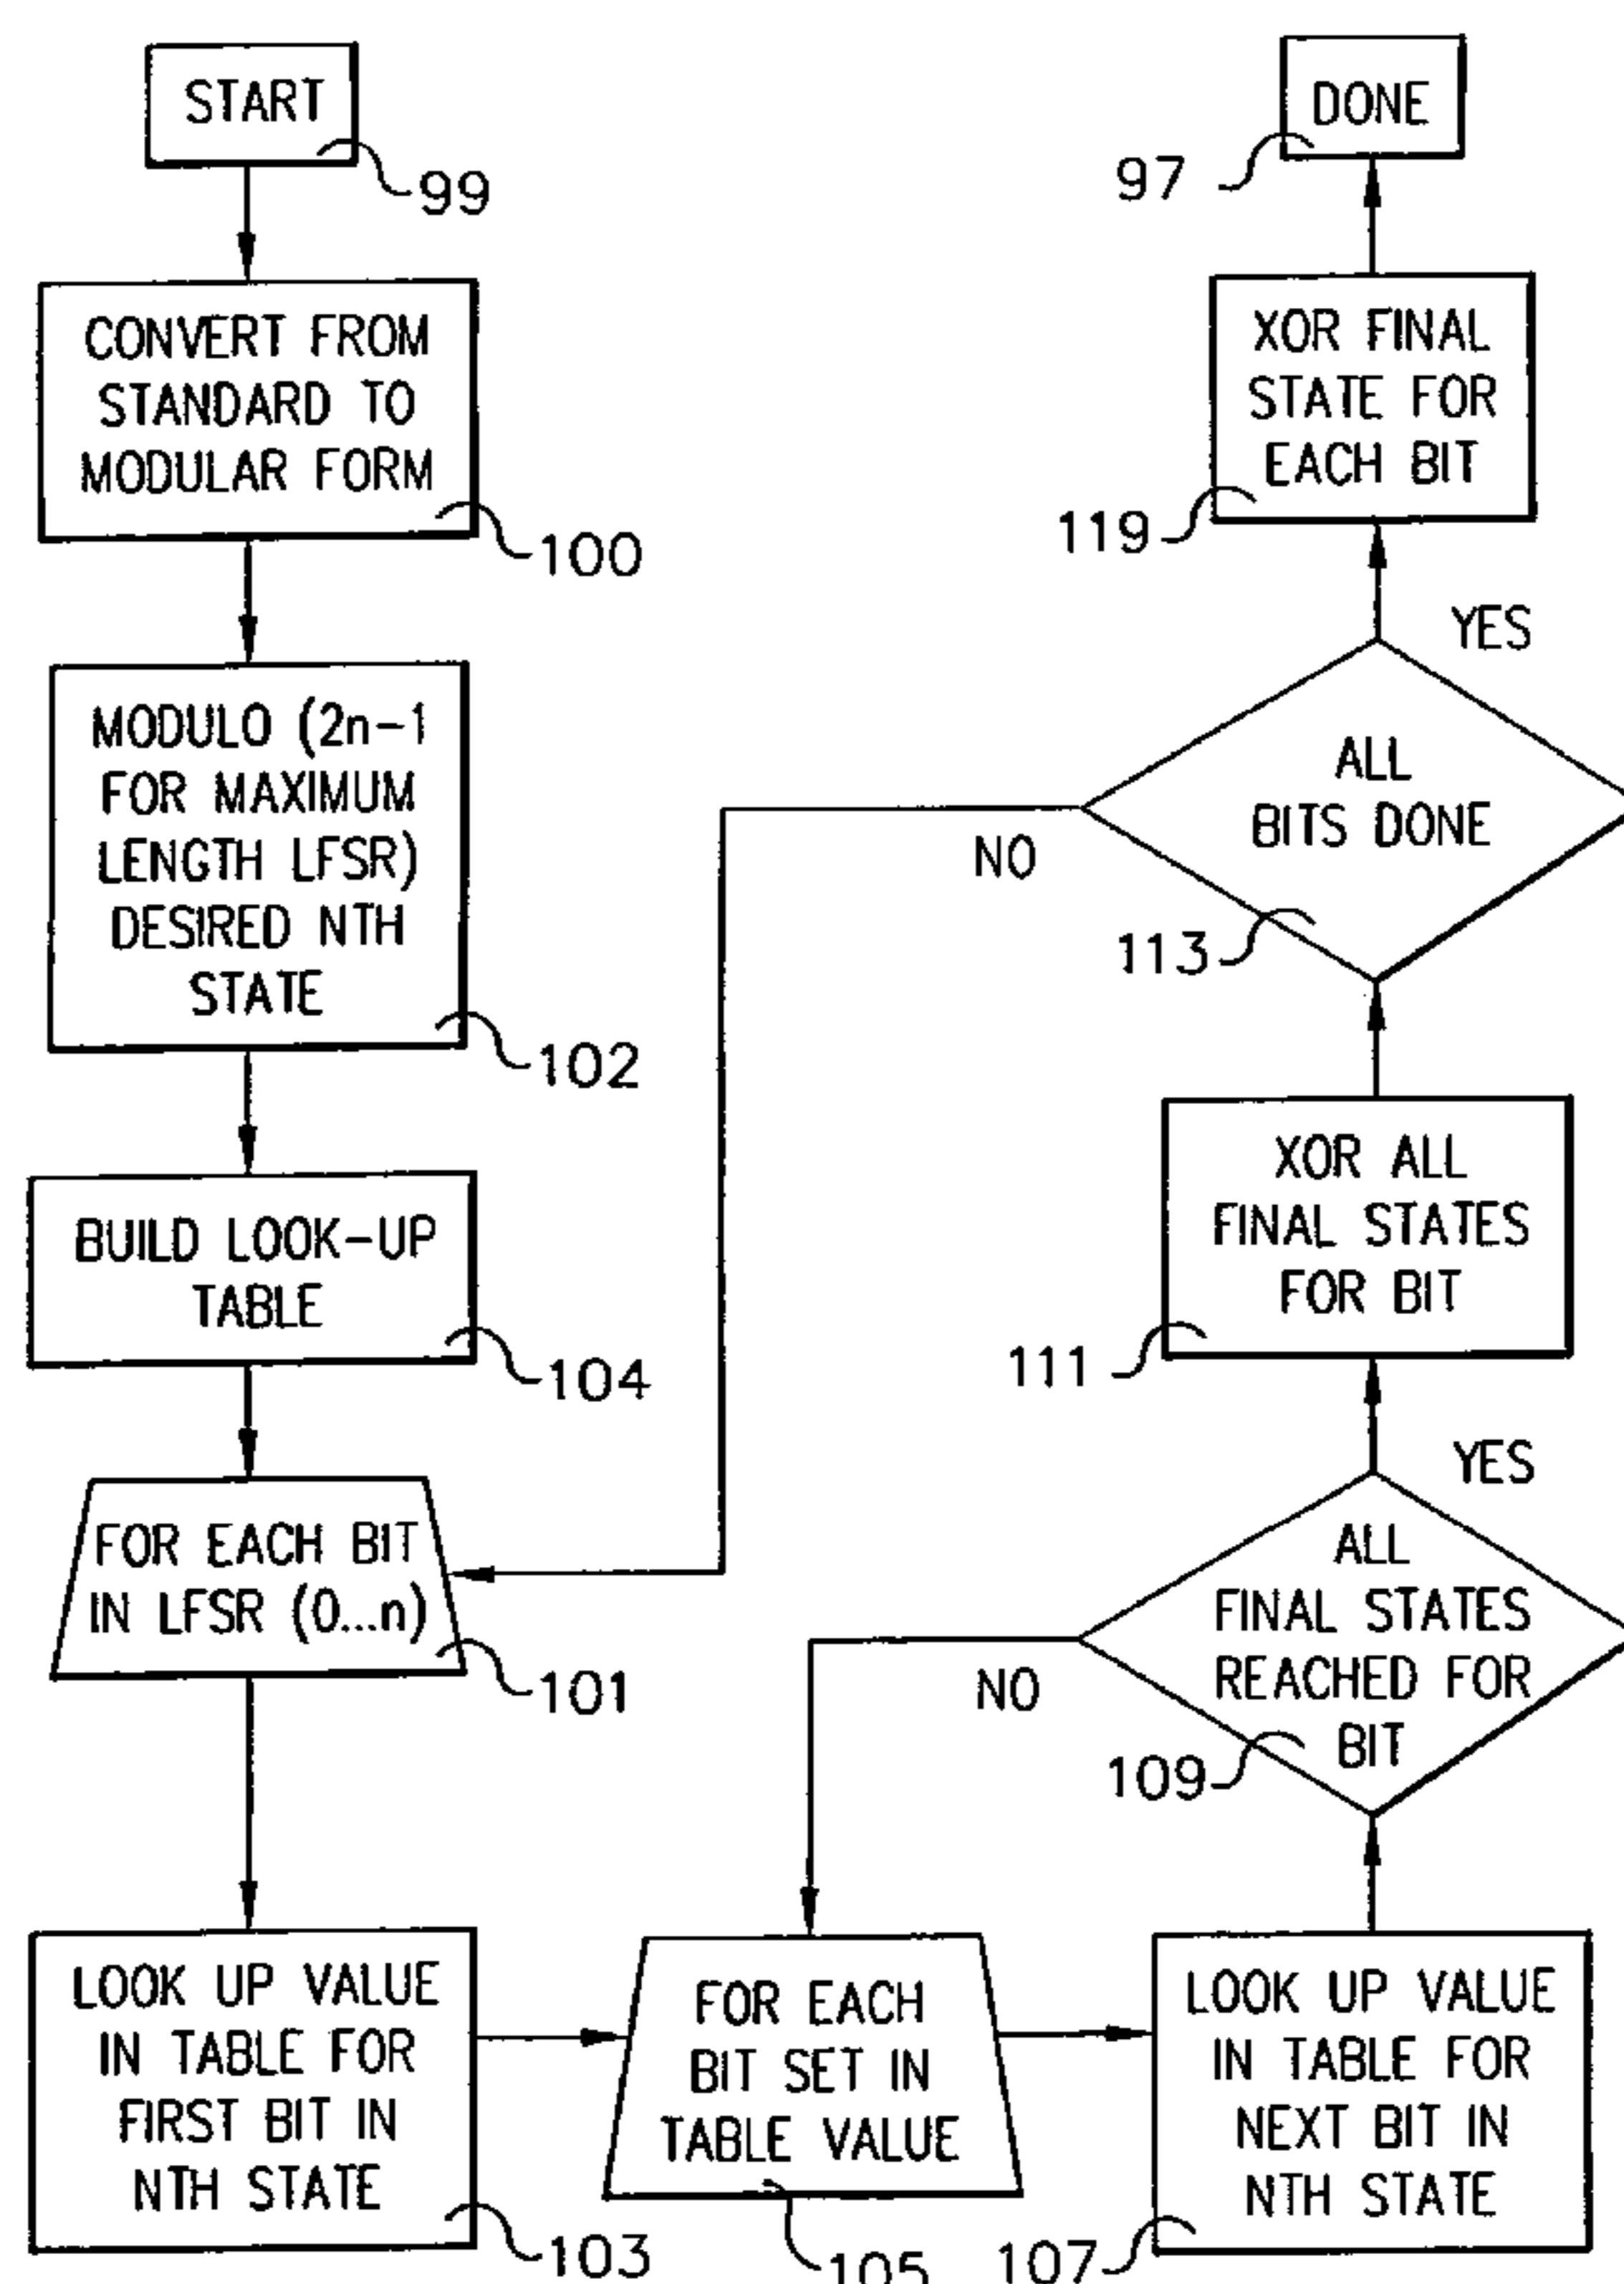 START
99
CONVERT FROM
STANDARD TO
MODULAR FORM
100
MODULO (2n-1
FOR MAXIMUM
LENGTH LFSR)
DESIRED NTH
STATE
102
BUILD LOOK-UP
TABLE
104
FOR EACH BIT
IN LFSR (0...n)
101
LOOK UP VALUE
IN TABLE FOR
FIRST BIT IN
NTH STATE
103
FOR EACH
BIT SET IN
TABLE VALUE
105
LOOK UP VALUE
IN TABLE FOR
NEXT BIT IN
NTH STATE
107
ALL
FINAL STATES
REACHED FOR
BIT
109
NO
YES
XOR ALL
FINAL STATES
FOR BIT
111
ALL
BITS DONE
113
NO
YES
XOR FINAL
STATE FOR
EACH BIT
119
DONE
97